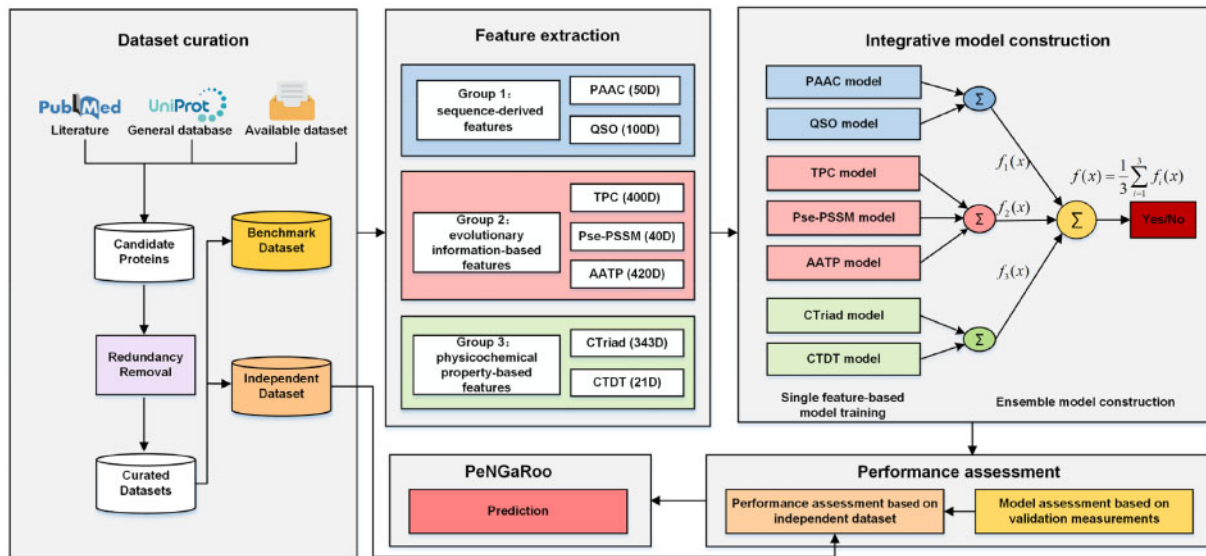 Dataset curation
PubMed
UniProt
Literature
General database
Available dataset
Candidate
Proteins
Benchmark
Dataset
Redundancy
Removal
Independent
Dataset
Curated
Datasets
Feature extraction
Group 1:
sequence-derived
features
PAAC (50D)
QSO (100D)
Group 2:
evolutionary
information-based
features
TPC (400D)
Pse-PSSM (40D)
AATP (420D)
Group 3:
physicochemical
property-based
features
CTriad (343D)
CTDT (21D)
Integrative model construction
PAAC model
QSO model
Σ
TPC model
Pse-PSSM model
AATP model
Σ
CTriad model
CTDT model
Σ
f₁(x)
f₂(x)
f₃(x)
Σ
f(x) = 1/3 ∑ᵢ₌₁³ fᵢ(x)
Yes/No
Single feature-based
model training
Ensemble model construction
PeNGaRoo
Prediction
Performance assessment
Performance assessment based on
independent dataset
Model assessment based on
validation measurements